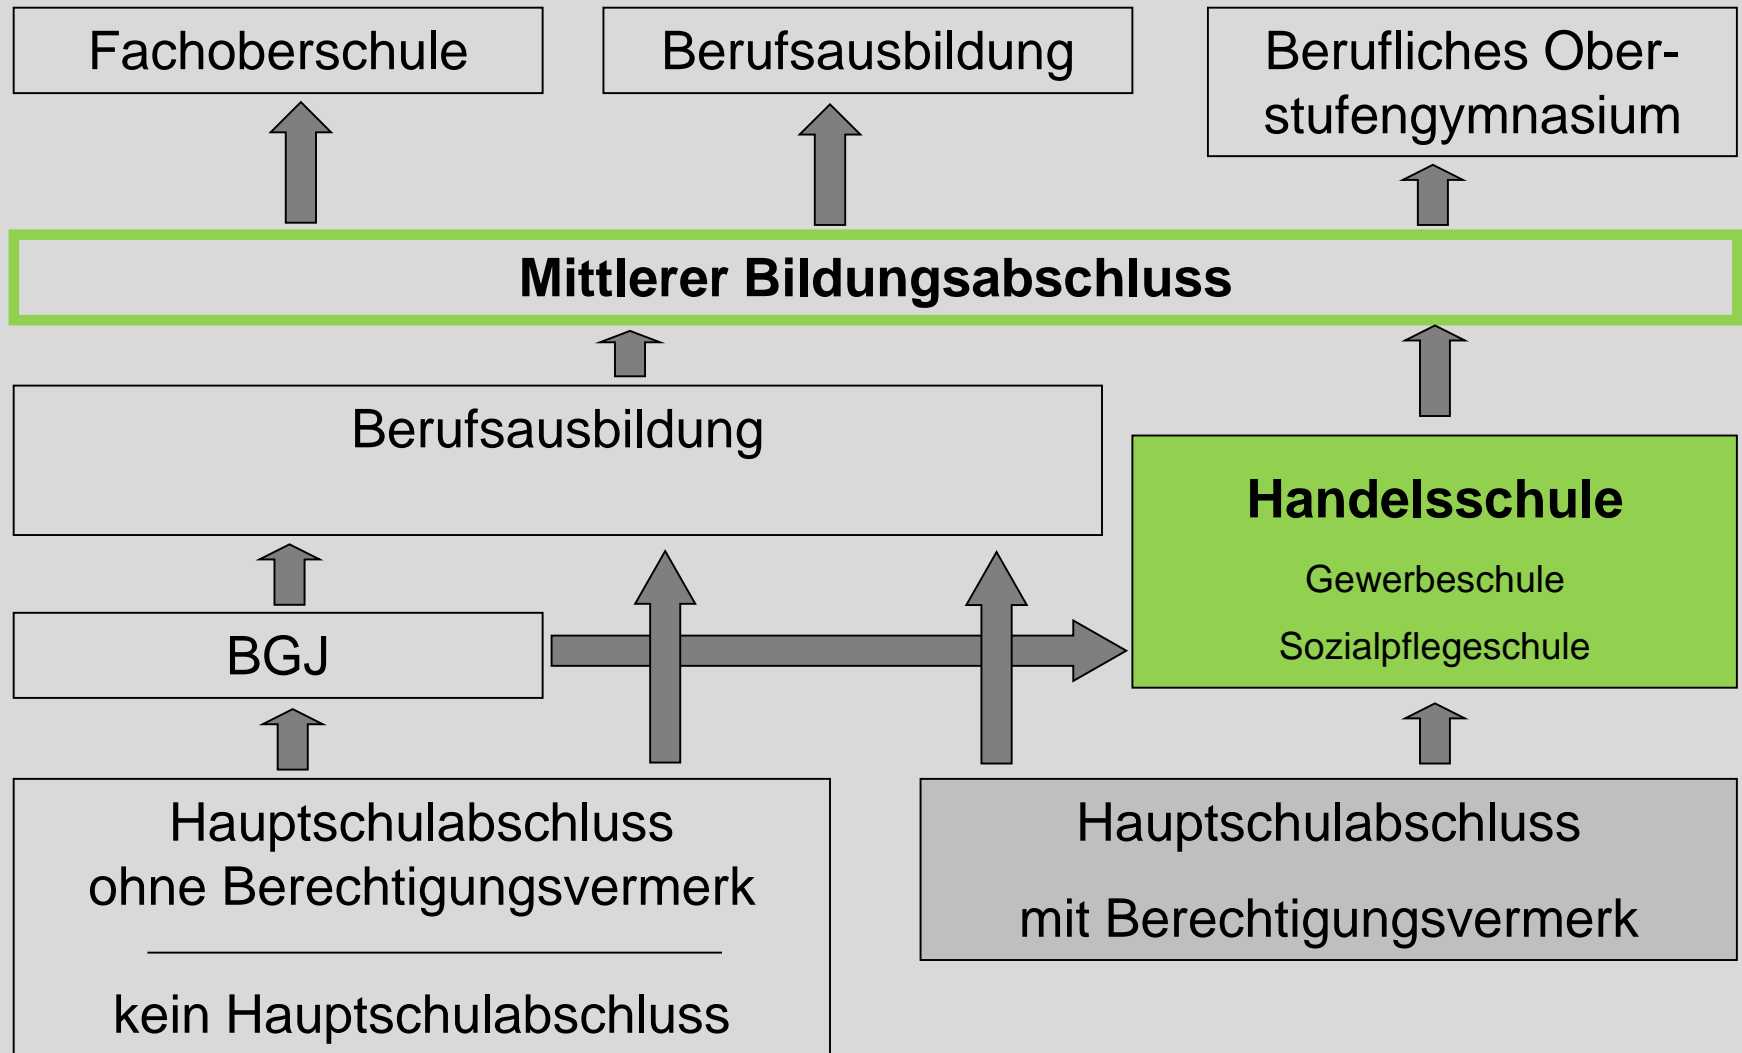 Fachoberschule
Berufsausbildung
Berufliches Ober-
stufengymnasium
Mittlerer Bildungsabschluss
Berufsausbildung
Handelsschule
Gewerbeschule
Sozialpflegeschule
BGJ
Hauptschulabschluss
ohne Berechtigungsvermerk
kein Hauptschulabschluss
Hauptschulabschluss
mit Berechtigungsvermerk